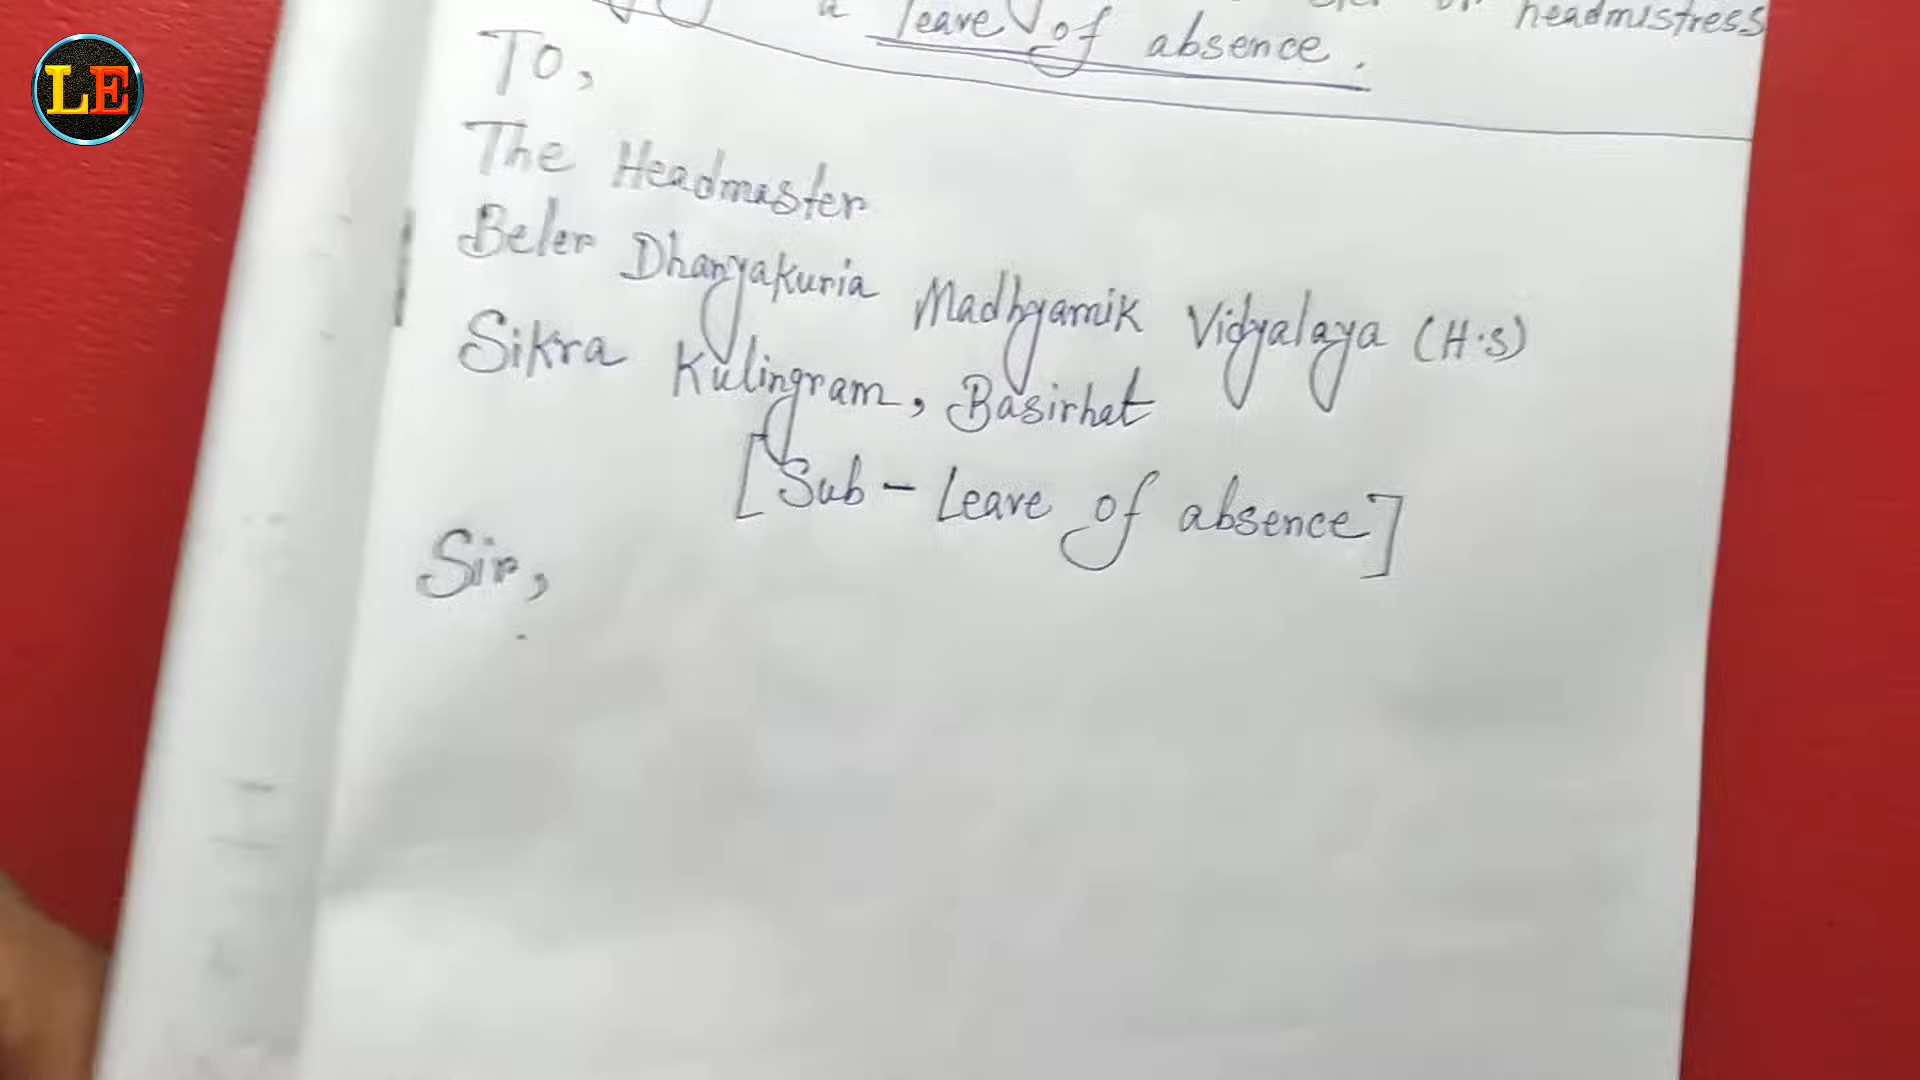 LE
a leave of absence.
headmistress
To,
The Headmaster
Beler Dhanyakuria Madhyamik Vidyalaya (H.S)
Sikra Kulingram, Basirhat
[Sub - Leave of absence]
Sir,